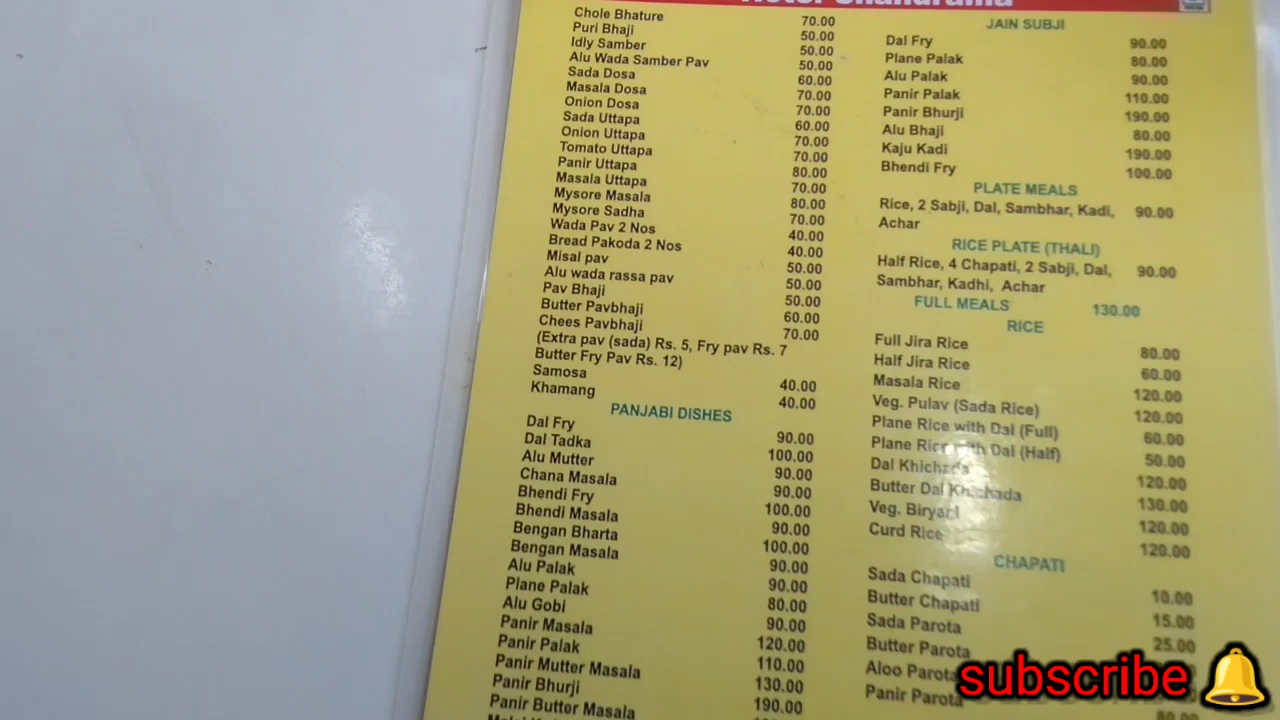 Hotel Chandrama
Chole Bhature 70.00
Puri Bhaji 50.00
Idly Samber 50.00
Alu Wada Samber Pav 50.00
Sada Dosa 60.00
Masala Dosa 70.00
Onion Dosa 70.00
Sada Uttapa 60.00
Onion Uttapa 70.00
Tomato Uttapa 70.00
Panir Uttapa 80.00
Masala Uttapa 70.00
Mysore Masala 80.00
Mysore Sadha 70.00
Wada Pav 2 Nos 40.00
Bread Pakoda 2 Nos 40.00
Misal pav 50.00
Alu wada rassa pav 50.00
Pav Bhaji 50.00
Butter Pavbhaji 60.00
Chees Pavbhaji 70.00
(Extra pav (sada) Rs. 5, Fry pav Rs. 7
Butter Fry Pav Rs. 12)
Samosa 40.00
Khamang 40.00
PANJABI DISHES
Dal Fry 90.00
Dal Tadka 100.00
Alu Mutter 90.00
Chana Masala 90.00
Bhendi Fry 100.00
Bhendi Masala 90.00
Bengan Bharta 100.00
Bengan Masala 90.00
Alu Palak 90.00
Plane Palak 80.00
Alu Gobi 90.00
Panir Masala 120.00
Panir Palak 110.00
Panir Mutter Masala 130.00
Panir Bhurji 190.00
Panir Butter Masala
JAIN SUBJI
Dal Fry 90.00
Plane Palak 80.00
Alu Palak 90.00
Panir Palak 110.00
Panir Bhurji 190.00
Alu Bhaji 80.00
Kaju Kadi 190.00
Bhendi Fry 100.00
PLATE MEALS
Rice, 2 Sabji, Dal, Sambhar, Kadi, 90.00
Achar
RICE PLATE (THALI)
Half Rice, 4 Chapati, 2 Sabji, Dal, 90.00
Sambhar, Kadhi, Achar
FULL MEALS 130.00
RICE
Full Jira Rice 80.00
Half Jira Rice 60.00
Masala Rice 120.00
Veg. Pulav (Sada Rice) 120.00
Plane Rice with Dal (Full) 60.00
Plane Rice with Dal (Half) 50.00
Dal Khichada 120.00
Butter Dal Khichada 130.00
Veg. Biryani 120.00
Curd Rice 120.00
CHAPATI
Sada Chapati 10.00
Butter Chapati 15.00
Sada Parota 25.00
Butter Parota
Aloo Parota
Panir Parota
subscribe